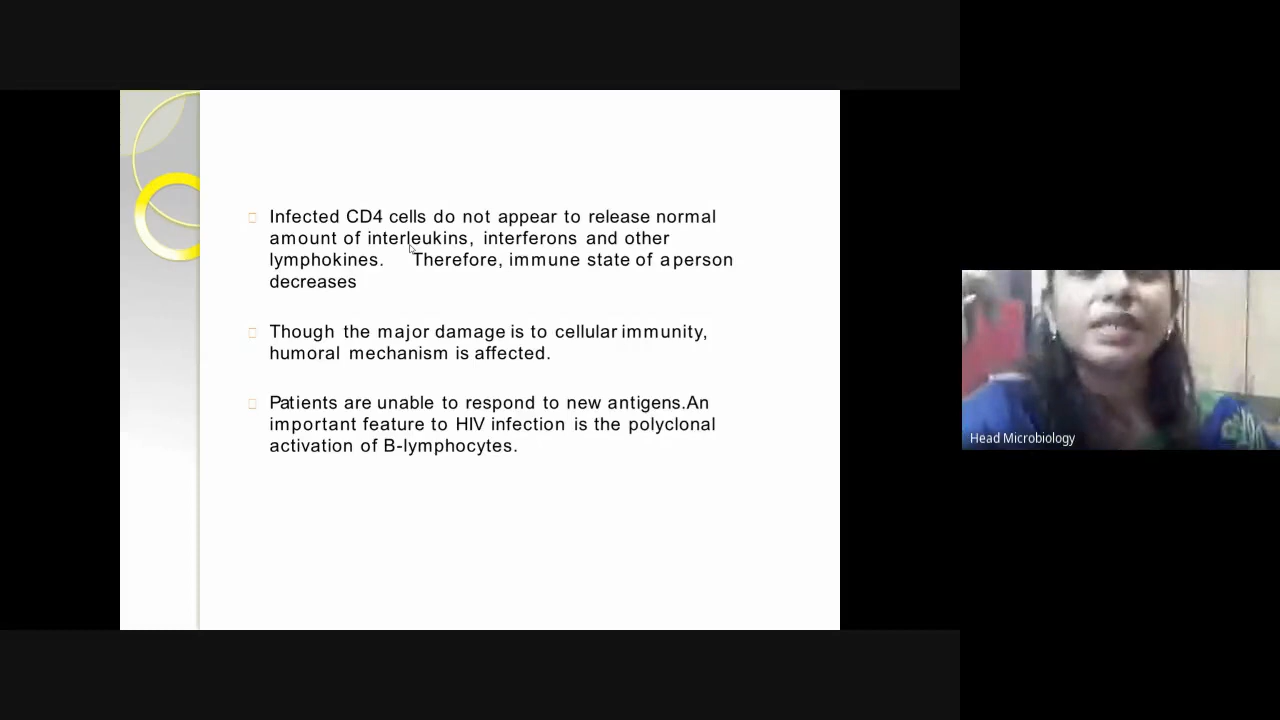 Infected CD4 cells do not appear to release normal
amount of interleukins, interferons and other
lymphokines. Therefore, immune state of a person
decreases
Though the major damage is to cellular immunity,
humoral mechanism is affected.
Patients are unable to respond to new antigens.An
important feature to HIV infection is the polyclonal
activation of B-lymphocytes.
Head Microbiology